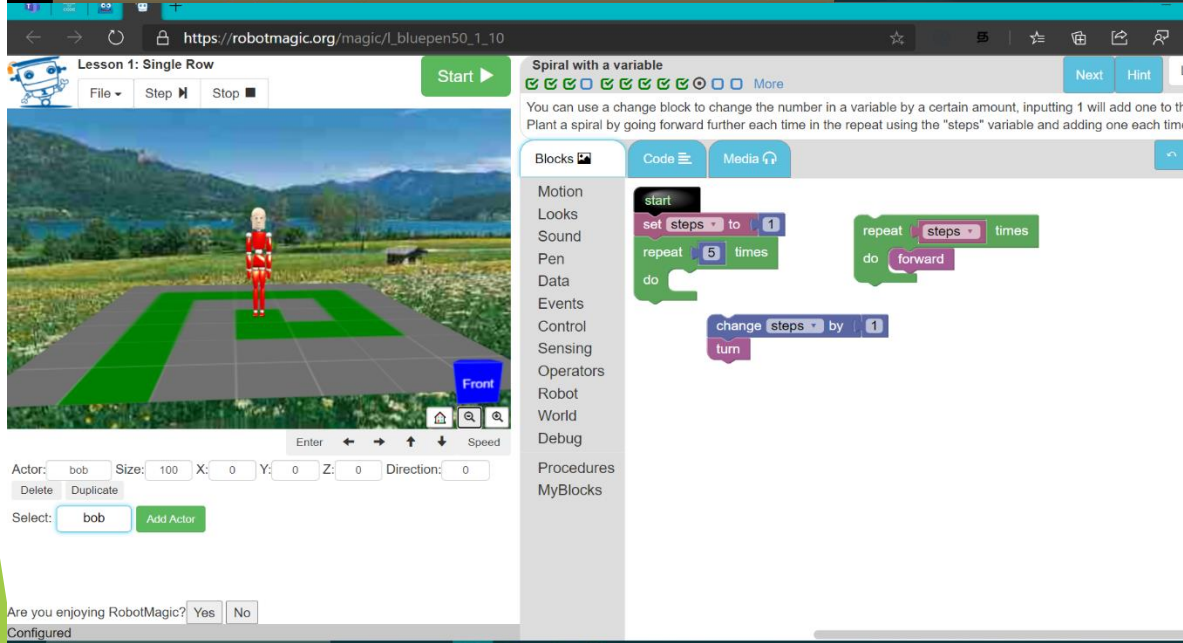 https://robotmagic.org/magic/l_bluepen50_1_10
Lesson 1: Single Row
File Step Stop
Start
Front
Enter Speed
Actor: bob Size: 100 X: 0 Y: 0 Z: 0 Direction: 0
Delete Duplicate
Select: bob Add Actor
Are you enjoying RobotMagic? Yes No
Configured
Spiral with a variable
More
Next Hint
You can use a change block to change the number in a variable by a certain amount, inputting 1 will add one to th
Plant a spiral by going forward further each time in the repeat using the "steps" variable and adding one each tim
Blocks Code Media
Motion
Looks
Sound
Pen
Data
Events
Control
Sensing
Operators
Robot
World
Debug
Procedures
MyBlocks
start
set steps to 1
repeat 5 times
do
repeat steps times
do forward
change steps by 1
turn